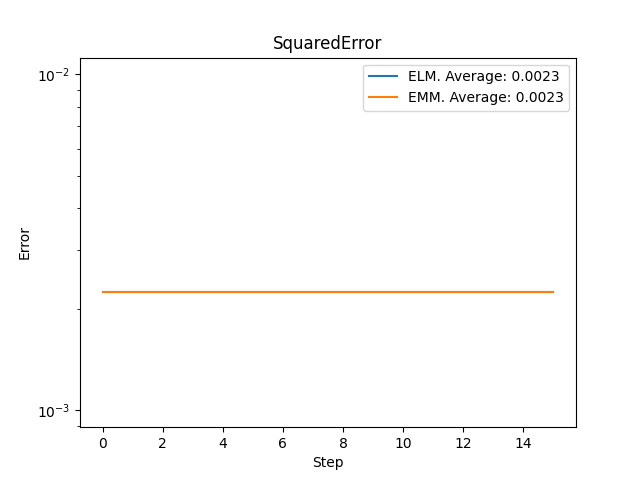 SquaredError
ELM. Average: 0.0023
EMM. Average: 0.0023
10⁻²
Error
10⁻³
0 2 4 6 8 10 12 14
Step